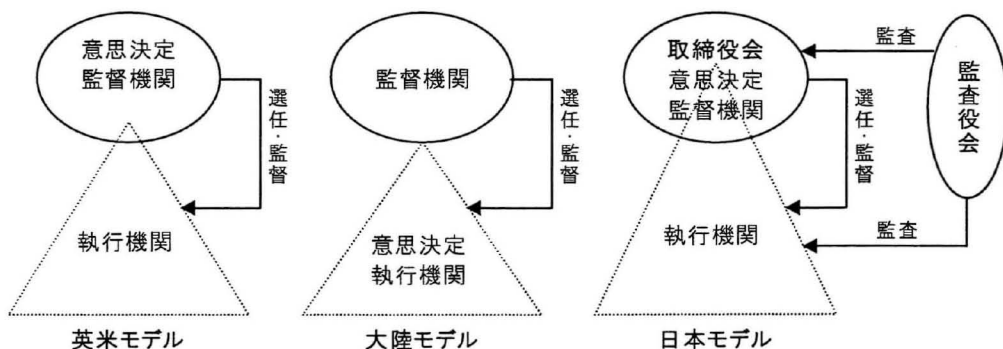 意思決定
監督機関
選任・監督
執行機関
英米モデル
監督機関
選任・監督
意思決定
執行機関
大陸モデル
取締役会
意思決定
監督機関
選任・監督
執行機関
監査
監査役会
監査
日本モデル